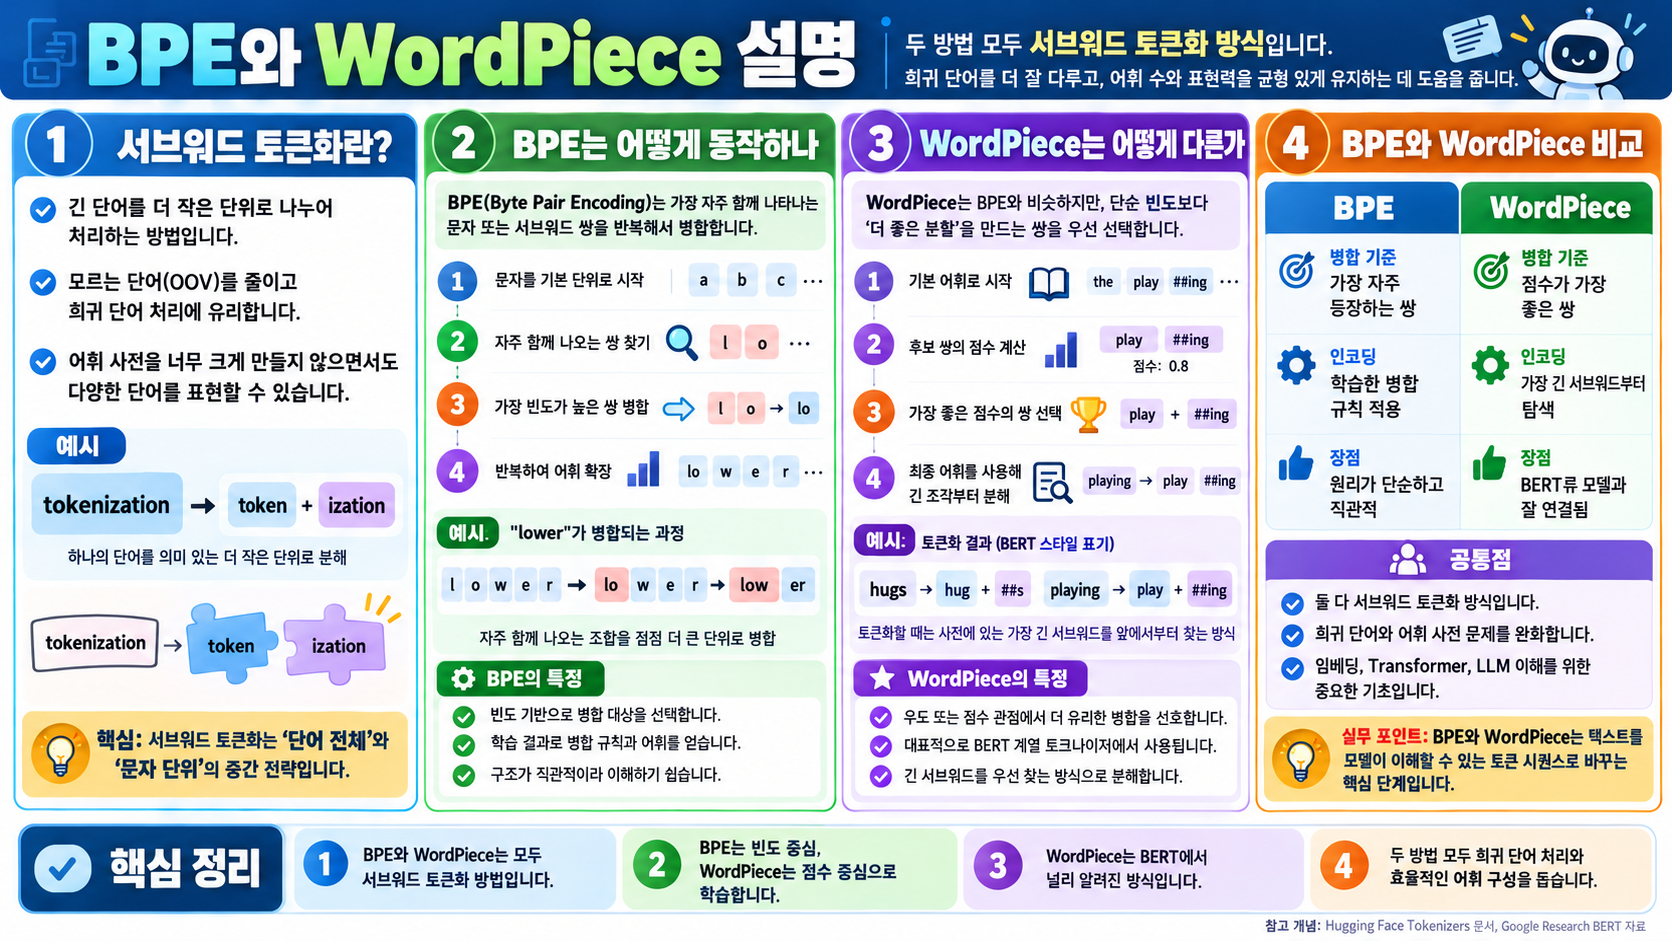 BPE와 WordPiece 설명
두 방법 모두 서브워드 토큰화 방식입니다.
희귀 단어를 더 잘 다루고, 어휘 수와 표현력을 균형 있게 유지하는 데 도움을 줍니다.
1 서브워드 토큰화란?
긴 단어를 더 작은 단위로 나누어
처리하는 방법입니다.
모르는 단어(OOV)를 줄이고
희귀 단어 처리에 유리합니다.
어휘 사전을 너무 크게 만들지 않으면서도
다양한 단어를 표현할 수 있습니다.
예시
tokenization → token + ization
하나의 단어를 의미 있는 더 작은 단위로 분해
tokenization → token ization
핵심: 서브워드 토큰화는 ‘단어 전체’와
‘문자 단위’의 중간 전략입니다.
2 BPE는 어떻게 동작하나
BPE(Byte Pair Encoding)는 가장 자주 함께 나타나는
문자 또는 서브워드 쌍을 반복해서 병합합니다.
1 문자를 기본 단위로 시작 a b c ···
2 자주 함께 나오는 쌍 찾기 l o ···
3 가장 빈도가 높은 쌍 병합 l o → lo
4 반복하여 어휘 확장 lo w e r ···
예시. "lower"가 병합되는 과정
l o w e r → lo w e r → low er
자주 함께 나오는 조합을 점점 더 큰 단위로 병합
BPE의 특징
빈도 기반으로 병합 대상을 선택합니다.
학습 결과로 병합 규칙과 어휘를 얻습니다.
구조가 직관적이라 이해하기 쉽습니다.
3 WordPiece는 어떻게 다른가
WordPiece는 BPE와 비슷하지만, 단순 빈도보다
‘더 좋은 분할’을 만드는 쌍을 우선 선택합니다.
1 기본 어휘로 시작 the play ##ing ···
2 후보 쌍의 점수 계산 play ##ing
점수: 0.8
3 가장 좋은 점수의 쌍 선택 play + ##ing
4 최종 어휘를 사용해
긴 조각부터 분해 playing → play ##ing
예시: 토큰화 결과 (BERT 스타일 표기)
hugs → hug + ##s playing → play + ##ing
토큰화할 때는 사전에 있는 가장 긴 서브워드를 앞에서부터 찾는 방식
WordPiece의 특징
우도 또는 점수 관점에서 더 유리한 병합을 선호합니다.
대표적으로 BERT 계열 토크나이저에서 사용됩니다.
긴 서브워드를 우선 찾는 방식으로 분해합니다.
4 BPE와 WordPiece 비교
BPE WordPiece
병합 기준
가장 자주
등장하는 쌍
병합 기준
점수가 가장
좋은 쌍
인코딩
학습한 병합
규칙 적용
인코딩
가장 긴 서브워드부터
탐색
장점
원리가 단순하고
직관적
장점
BERT류 모델과
잘 연결됨
공통점
둘 다 서브워드 토큰화 방식입니다.
희귀 단어와 어휘 사전 문제를 완화합니다.
임베딩, Transformer, LLM 이해를 위한
중요한 기초입니다.
실무 포인트: BPE와 WordPiece는 텍스트를
모델이 이해할 수 있는 토큰 시퀀스로 바꾸는
핵심 단계입니다.
핵심 정리
1 BPE와 WordPiece는 모두
서브워드 토큰화 방법입니다.
2 BPE는 빈도 중심,
WordPiece는 점수 중심으로
학습합니다.
3 WordPiece는 BERT에서
널리 알려진 방식입니다.
4 두 방법 모두 희귀 단어 처리와
효율적인 어휘 구성을 돕습니다.
참고 개념: Hugging Face Tokenizers 문서, Google Research BERT 자료